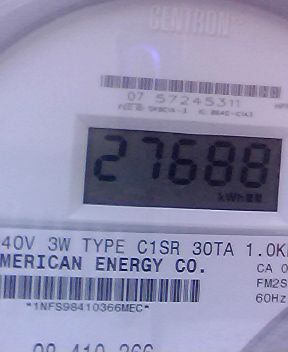 CENTRON
07 57245311
27688
kWh
40V 3W TYPE C1SR 30TA 1.0K
MERICAN ENERGY CO. CA 0
FM2S
60Hz
*1NFS98410366MEC*